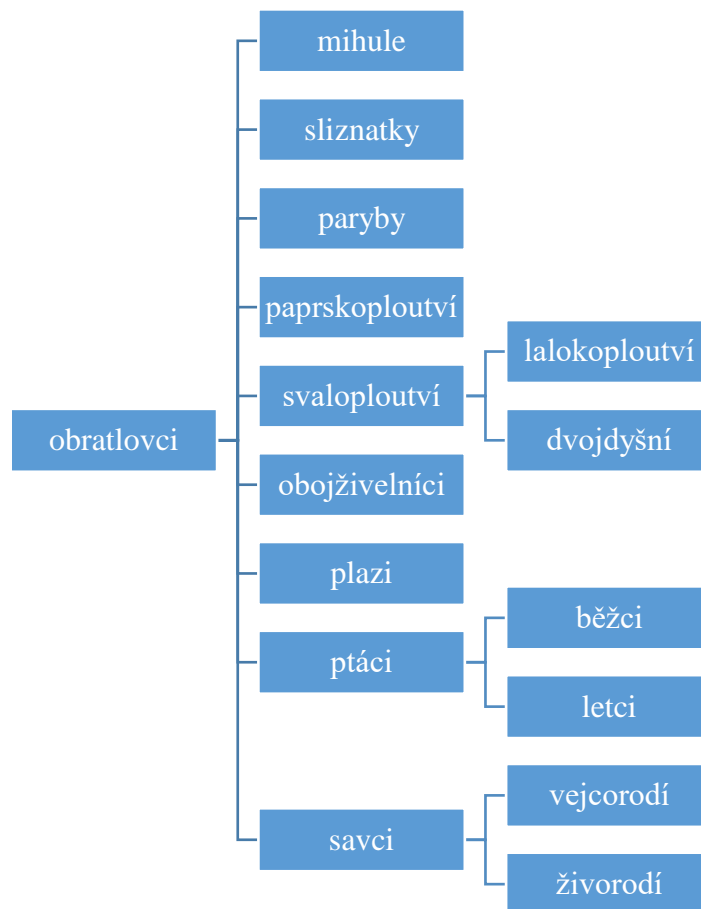 mihule
sliznatky
paryby
paprskoploutví
lalokoploutví
svaloploutví
obratlovci
dvojdyšní
obojživelníci
plazi
běžci
ptáci
letci
vejcorodí
savci
živorodí